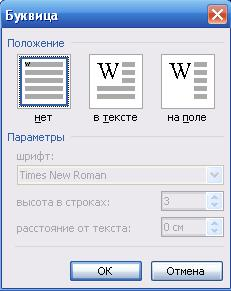 Буквица
Положение
W W W
нет в тексте на поле
Параметры
шрифт:
Times New Roman
высота в строках: 3
расстояние от текста: 0 см
ОК Отмена